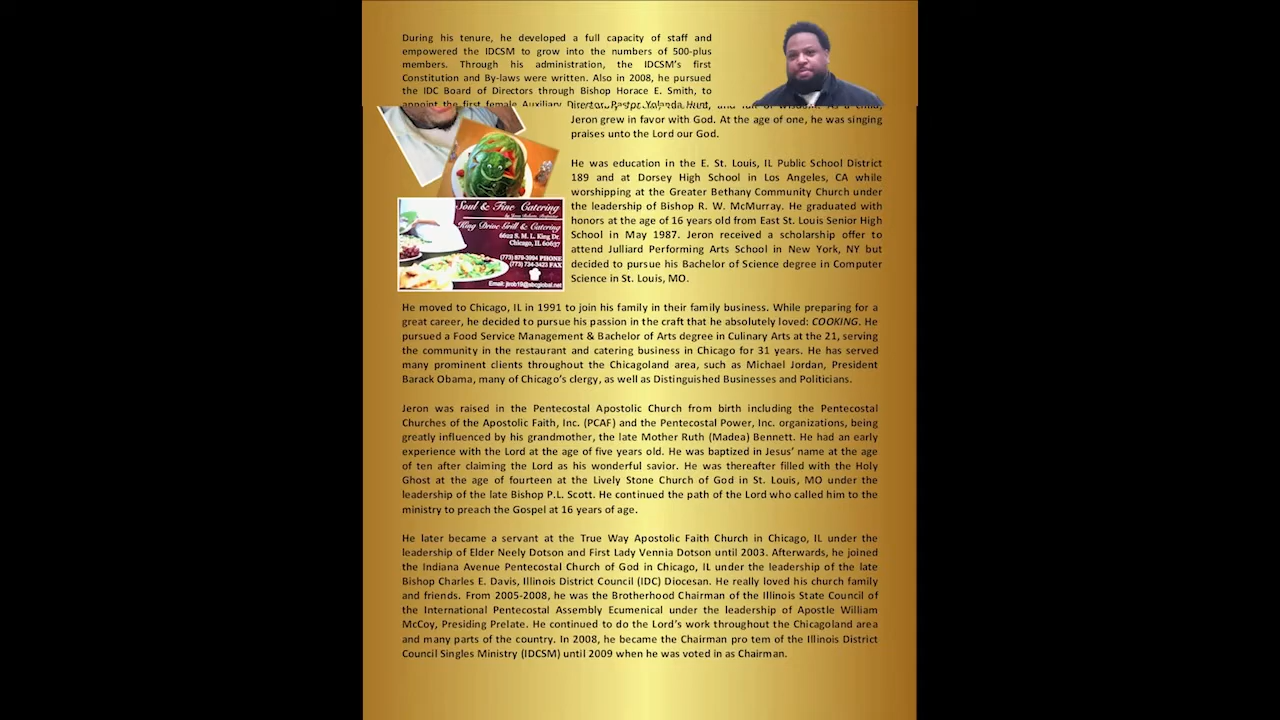 During his tenure, he developed a full capacity of staff and
empowered the IDCSM to grow into the numbers of 500-plus
members. Through his administration, the IDCSM's first
Constitution and By-laws were written. Also in 2008, he pursued
the IDC Board of Directors through Bishop Horace E. Smith, to
appoint the first female Auxiliary Director, Pastor Yolanda Hunt,
Jeron grew in favor with God. At the age of one, he was singing
praises unto the Lord our God.
He was education in the E. St. Louis, IL Public School District
189 and at Dorsey High School in Los Angeles, CA while
worshipping at the Greater Bethany Community Church under
the leadership of Bishop R. W. McMurray. He graduated with
honors at the age of 16 years old from East St. Louis Senior High
School in May 1987. Jeron received a scholarship offer to
attend Julliard Performing Arts School in New York, NY but
decided to pursue his Bachelor of Science degree in Computer
Science in St. Louis, MO.
Soul & Fine Catering
King Drive Grill & Catering
6622 S. M. L. King Dr.
Chicago, IL 60637
(773) 879-3994 PHONE
(773) 734-3423 FAX
Email: jlrob19@sbcglobal.net
He moved to Chicago, IL in 1991 to join his family in their family business. While preparing for a
great career, he decided to pursue his passion in the craft that he absolutely loved: COOKING. He
pursued a Food Service Management & Bachelor of Arts degree in Culinary Arts at the 21, serving
the community in the restaurant and catering business in Chicago for 31 years. He has served
many prominent clients throughout the Chicagoland area, such as Michael Jordan, President
Barack Obama, many of Chicago's clergy, as well as Distinguished Businesses and Politicians.
Jeron was raised in the Pentecostal Apostolic Church from birth including the Pentecostal
Churches of the Apostolic Faith, Inc. (PCAF) and the Pentecostal Power, Inc. organizations, being
greatly influenced by his grandmother, the late Mother Ruth (Madea) Bennett. He had an early
experience with the Lord at the age of five years old. He was baptized in Jesus' name at the age
of ten after claiming the Lord as his wonderful savior. He was thereafter filled with the Holy
Ghost at the age of fourteen at the Lively Stone Church of God in St. Louis, MO under the
leadership of the late Bishop P.L. Scott. He continued the path of the Lord who called him to the
ministry to preach the Gospel at 16 years of age.
He later became a servant at the True Way Apostolic Faith Church in Chicago, IL under the
leadership of Elder Neely Dotson and First Lady Vennia Dotson until 2003. Afterwards, he joined
the Indiana Avenue Pentecostal Church of God in Chicago, IL under the leadership of the late
Bishop Charles E. Davis, Illinois District Council (IDC) Diocesan. He really loved his church family
and friends. From 2005-2008, he was the Brotherhood Chairman of the Illinois State Council of
the International Pentecostal Assembly Ecumenical under the leadership of Apostle William
McCoy, Presiding Prelate. He continued to do the Lord's work throughout the Chicagoland area
and many parts of the country. In 2008, he became the Chairman pro tem of the Illinois District
Council Singles Ministry (IDCSM) until 2009 when he was voted in as Chairman.